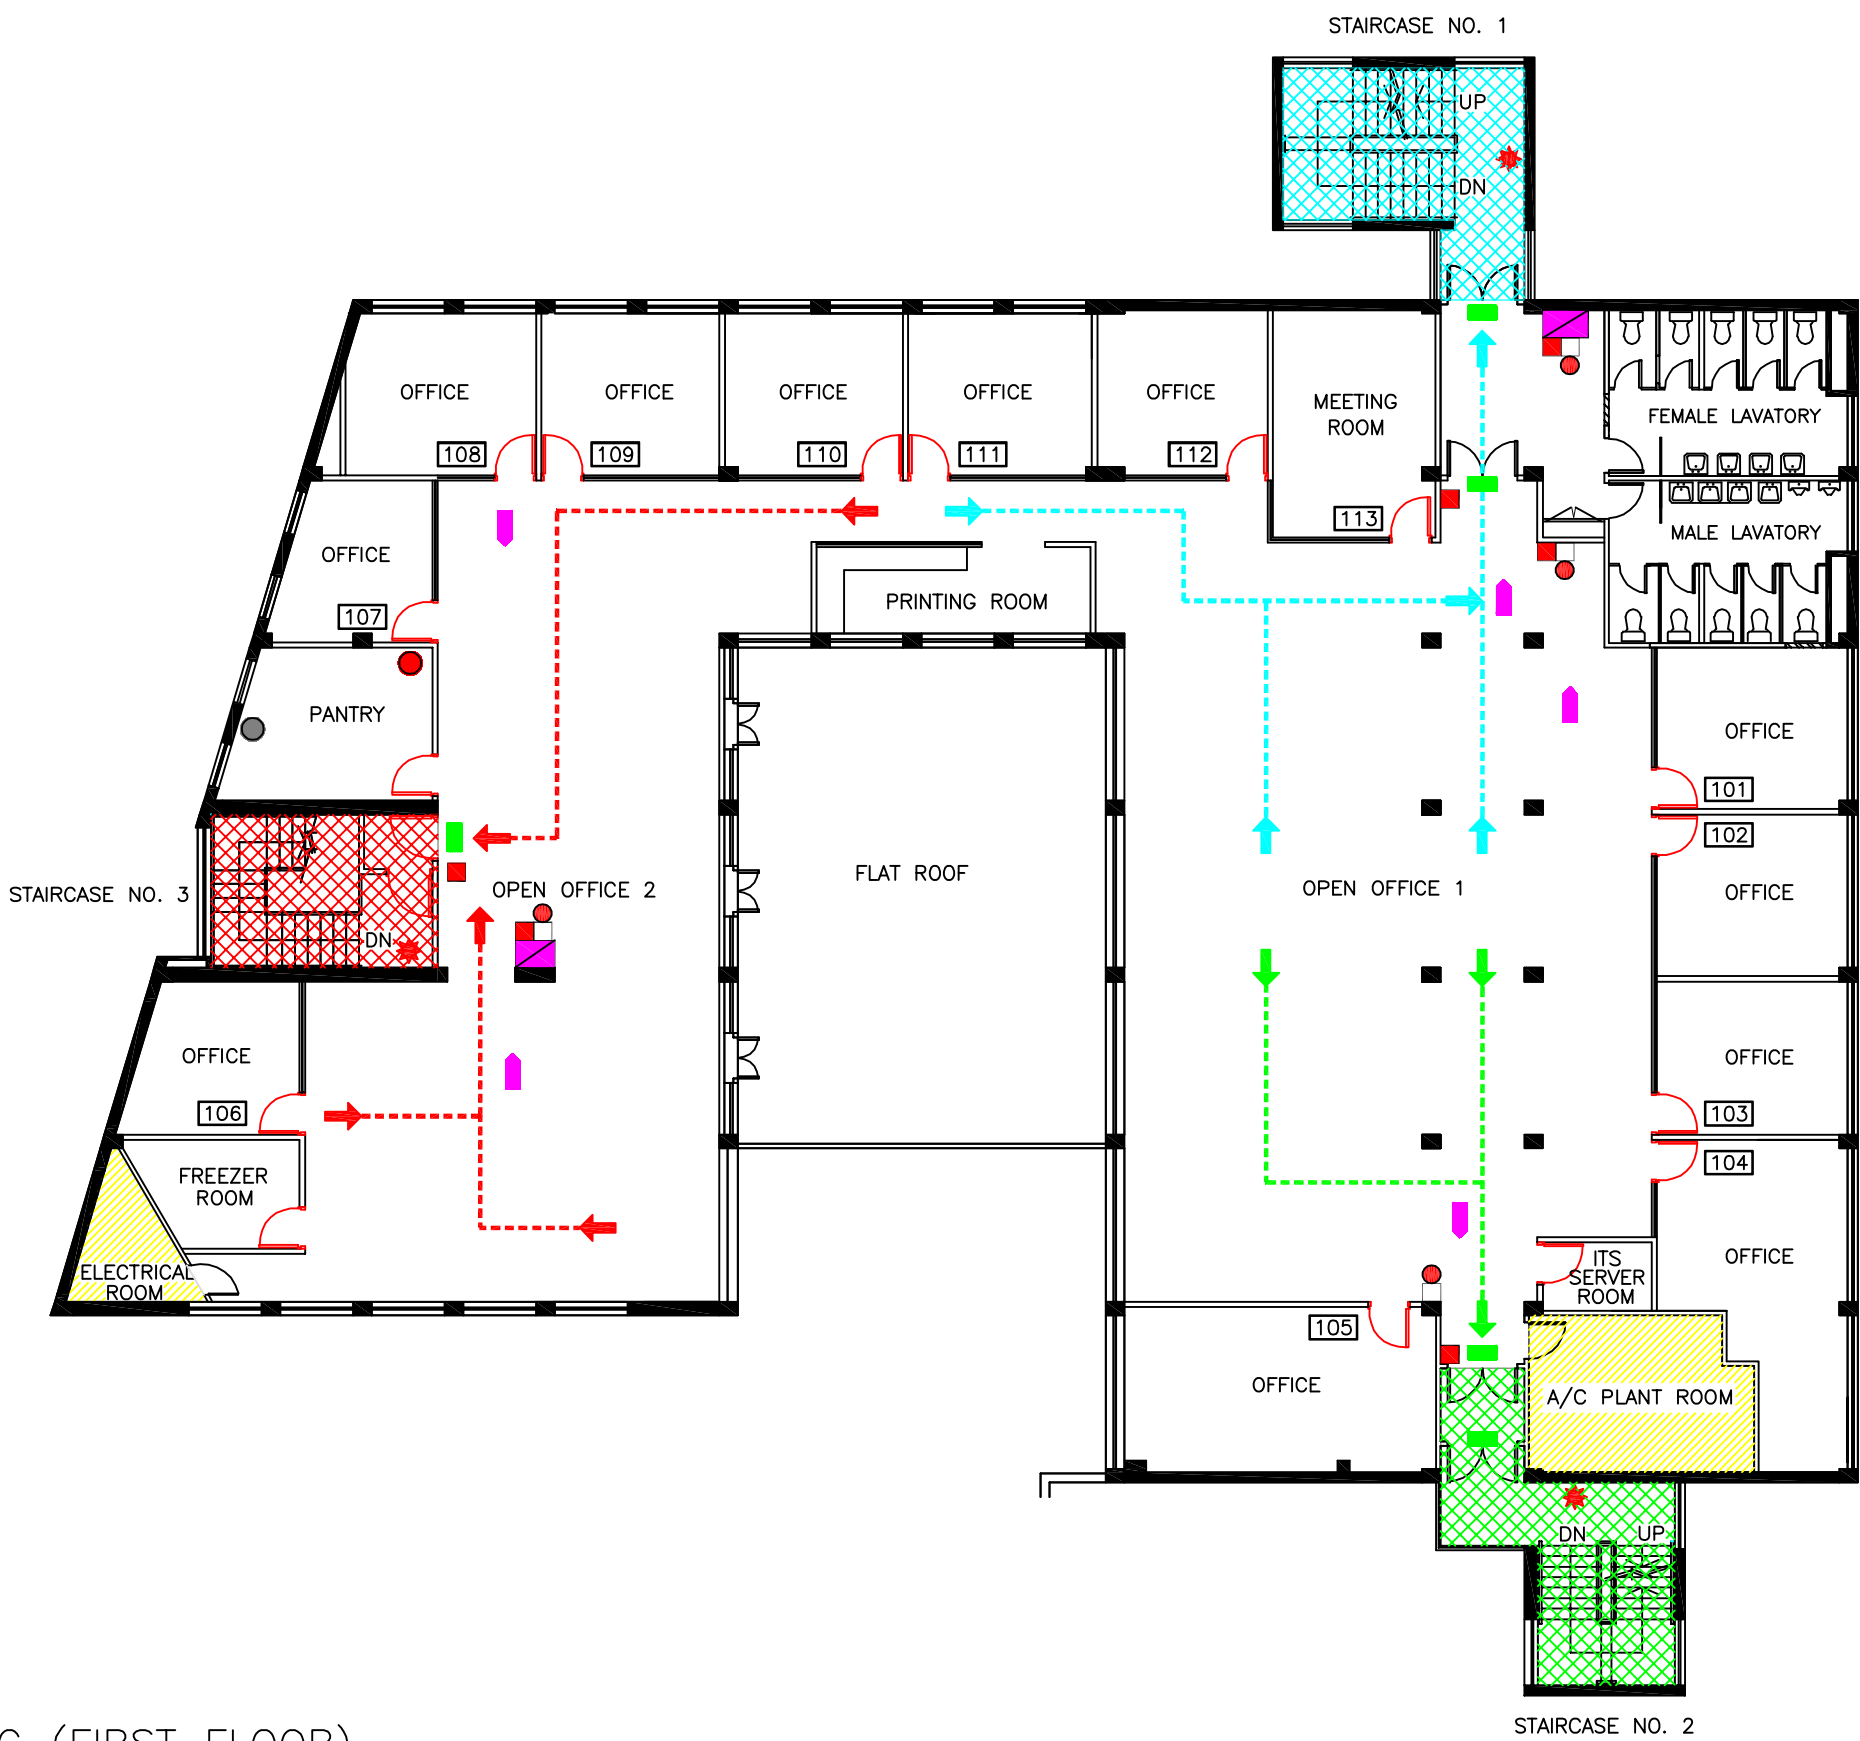 STAIRCASE NO. 1
UP
DN
OFFICE
OFFICE
OFFICE
OFFICE
OFFICE
MEETING
ROOM
FEMALE LAVATORY
108
109
110
111
112
113
MALE LAVATORY
OFFICE
107
PRINTING ROOM
PANTRY
OFFICE
101
102
STAIRCASE NO. 3
OPEN OFFICE 2
FLAT ROOF
OPEN OFFICE 1
OFFICE
DN
OFFICE
106
OFFICE
103
104
FREEZER
ROOM
ELECTRICAL
ROOM
ITS
SERVER
ROOM
OFFICE
105
OFFICE
A/C PLANT ROOM
DN
UP
STAIRCASE NO. 2
(FIRST FLOOR)